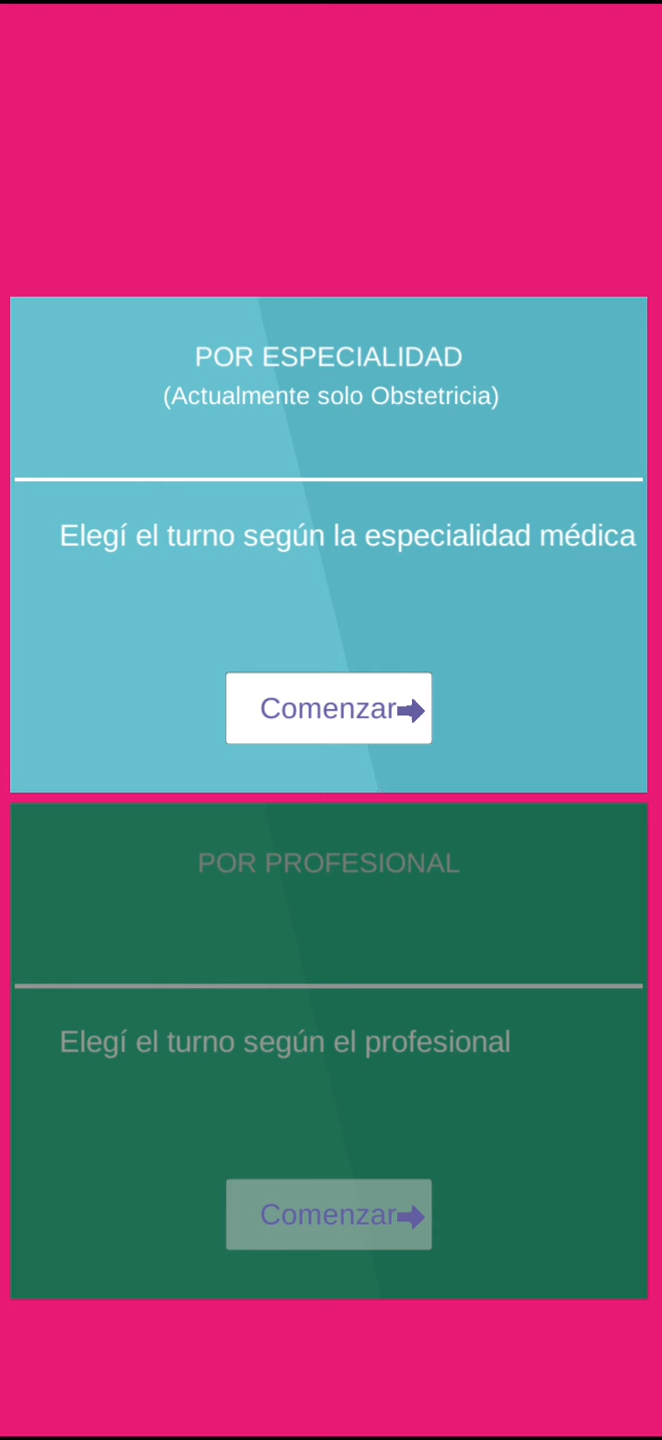 POR ESPECIALIDAD
(Actualmente solo Obstetricia)
Elegí el turno según la especialidad médica
Comenzar
POR PROFESIONAL
Elegí el turno según el profesional
Comenzar